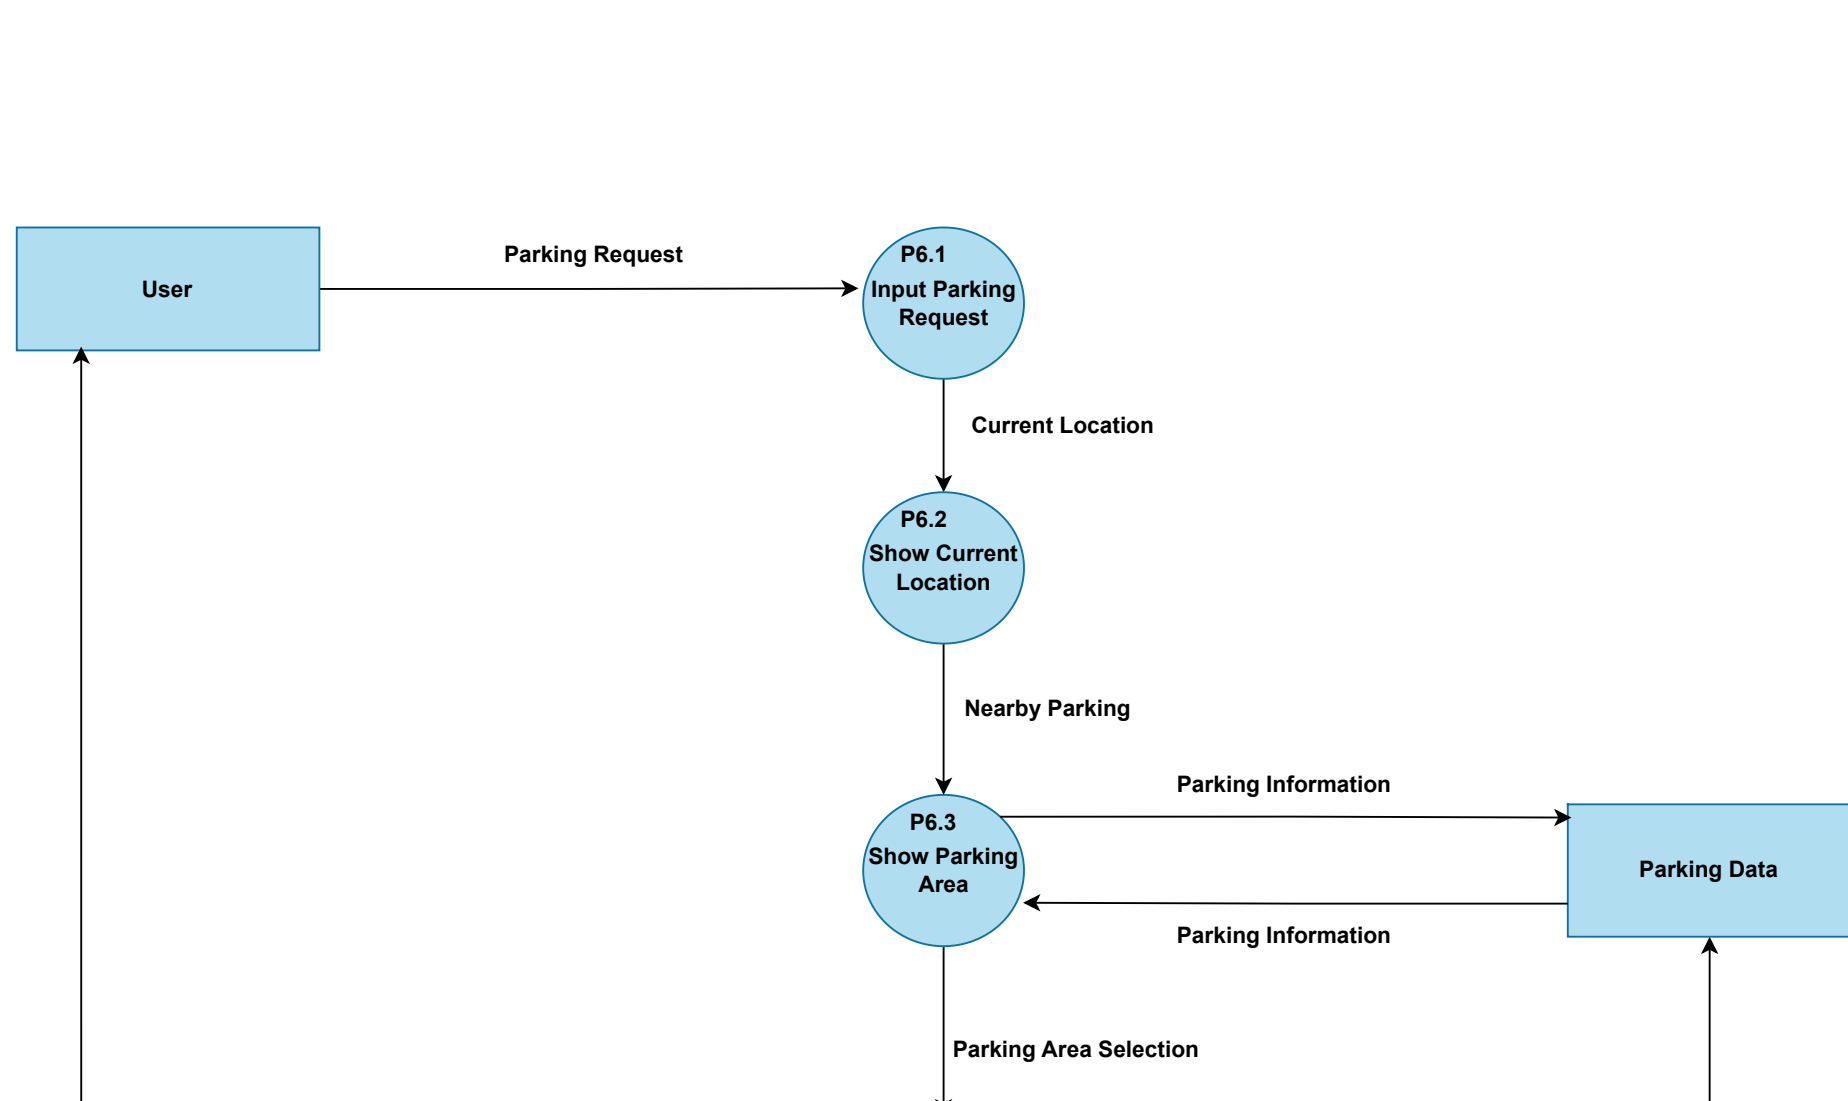 Parking Request
P6.1
User
Input Parking
Request
Current Location
P6.2
Show Current
Location
Nearby Parking
Parking Information
P6.3
Show Parking
Area
Parking Data
Parking Information
Parking Area Selection